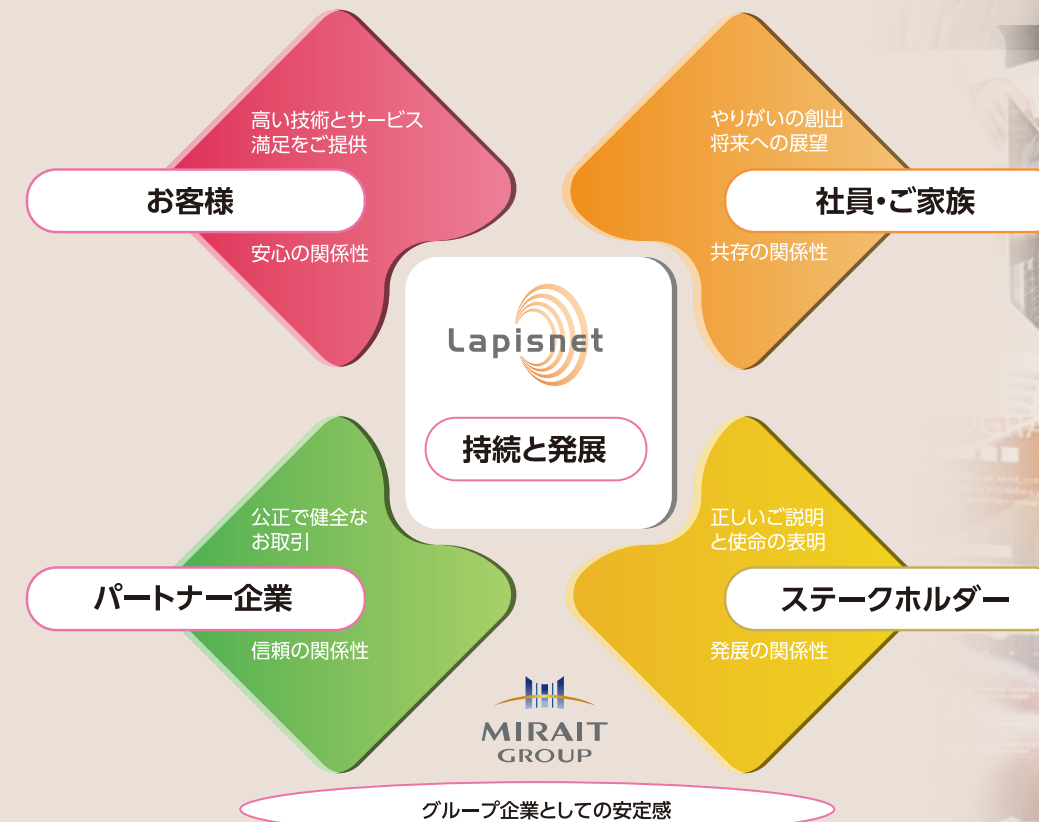 高い技術とサービス
満足をご提供
お客様
安心の関係性
やりがいの創出
将来への展望
社員・ご家族
共存の関係性
Lapisnet
持続と発展
公正で健全な
お取引
パートナー企業
信頼の関係性
正しいご説明
と使命の表明
ステークホルダー
発展の関係性
MIRAIT
GROUP
グループ企業としての安定感